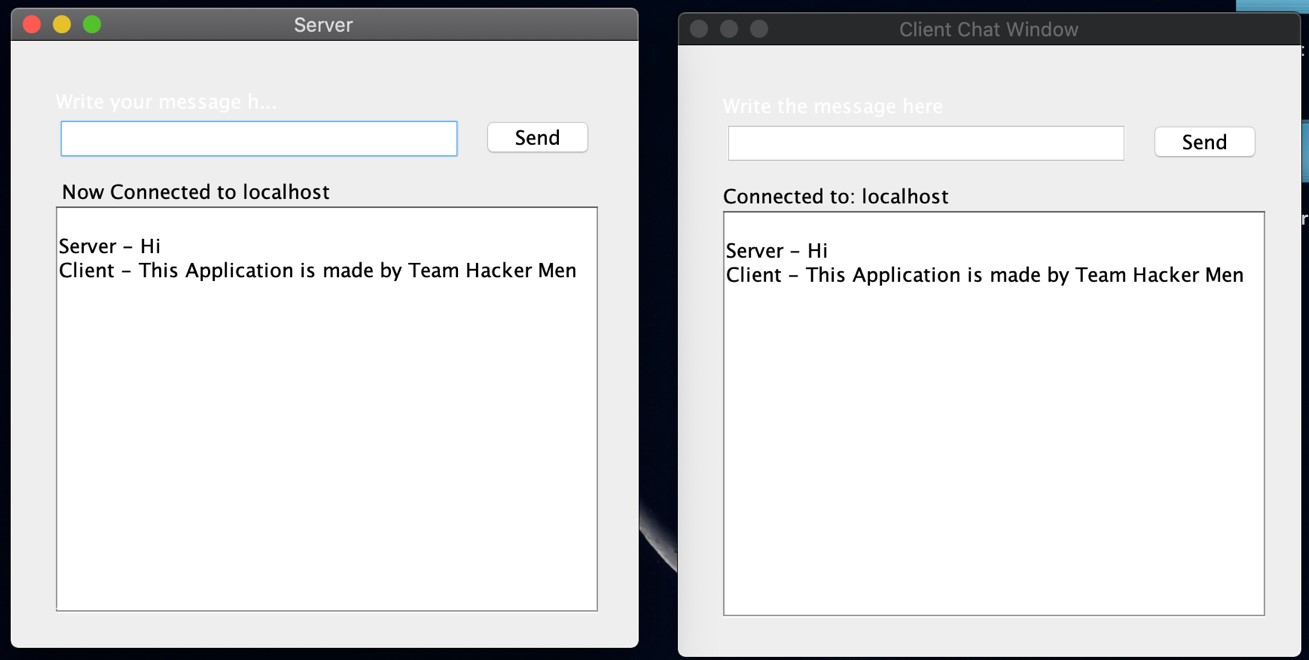 Server
Write your message h...
Send
Now Connected to localhost
Server – Hi
Client – This Application is made by Team Hacker Men
Client Chat Window
Write the message here
Send
Connected to: localhost
Server – Hi
Client – This Application is made by Team Hacker Men